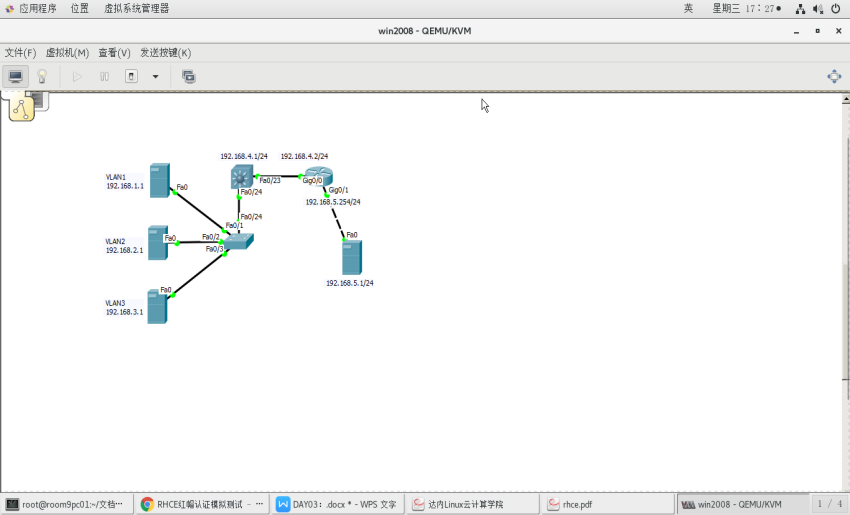 应用程序 位置 虚拟系统管理器 英 星期三 17：27
win2008 - QEMU/KVM
文件(F) 虚拟机(M) 查看(V) 发送按键(K)
192.168.4.1/24 192.168.4.2/24
VLAN1
192.168.1.1
Fa0
Fa0/23 Gig0/0
Fa0/24
Gig0/1
192.168.5.254/24
Fa0/24
Fa0/1
VLAN2
192.168.2.1
Fa0
Fa0/2
Fa0/3
Fa0
192.168.5.1/24
VLAN3
192.168.3.1
Fa0
root@room9pc01:~/文档…
RHCE红帽认证模拟测试 - …
DAY03：.docx * - WPS 文字
达内Linux云计算学院
rhce.pdf
win2008 - QEMU/KVM
1 / 4